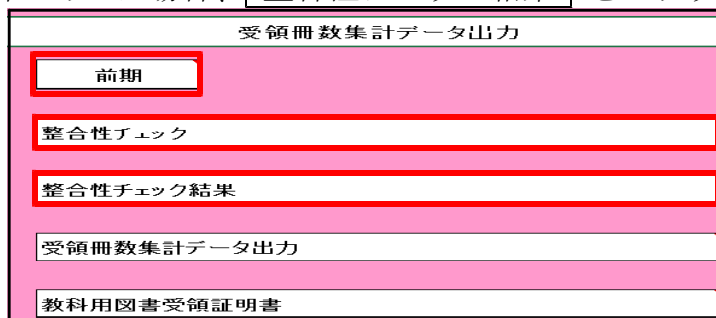 受領冊数集計データ出力
前期
整合性チェック
整合性チェック結果
受領冊数集計データ出力
教科用図書受領証明書